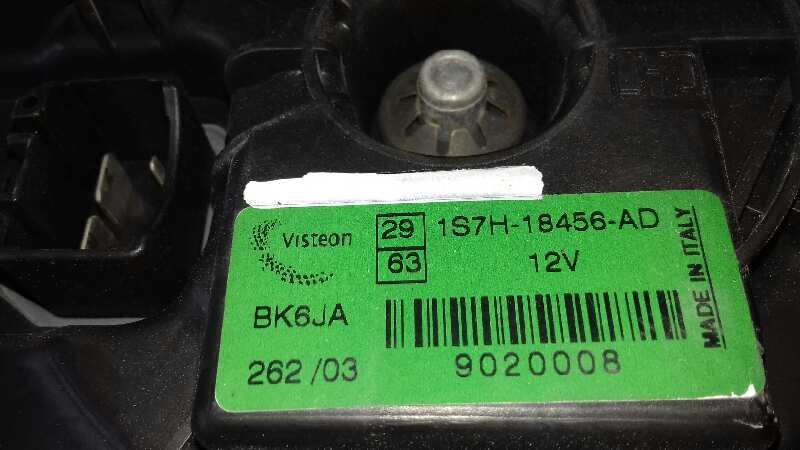 Visteon
29
63
1S7H-18456-AD
12V
BK6JA
262/03
9020008
MADE IN ITALY